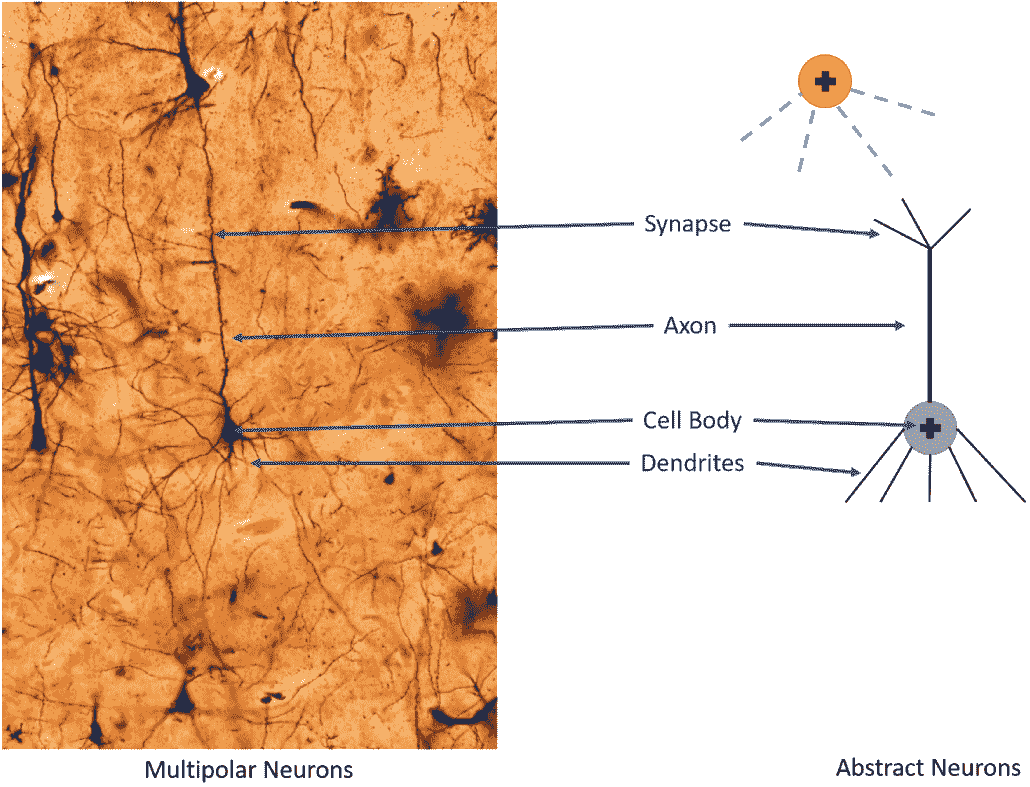 Synapse
Axon
Cell Body
Dendrites
Multipolar Neurons
Abstract Neurons